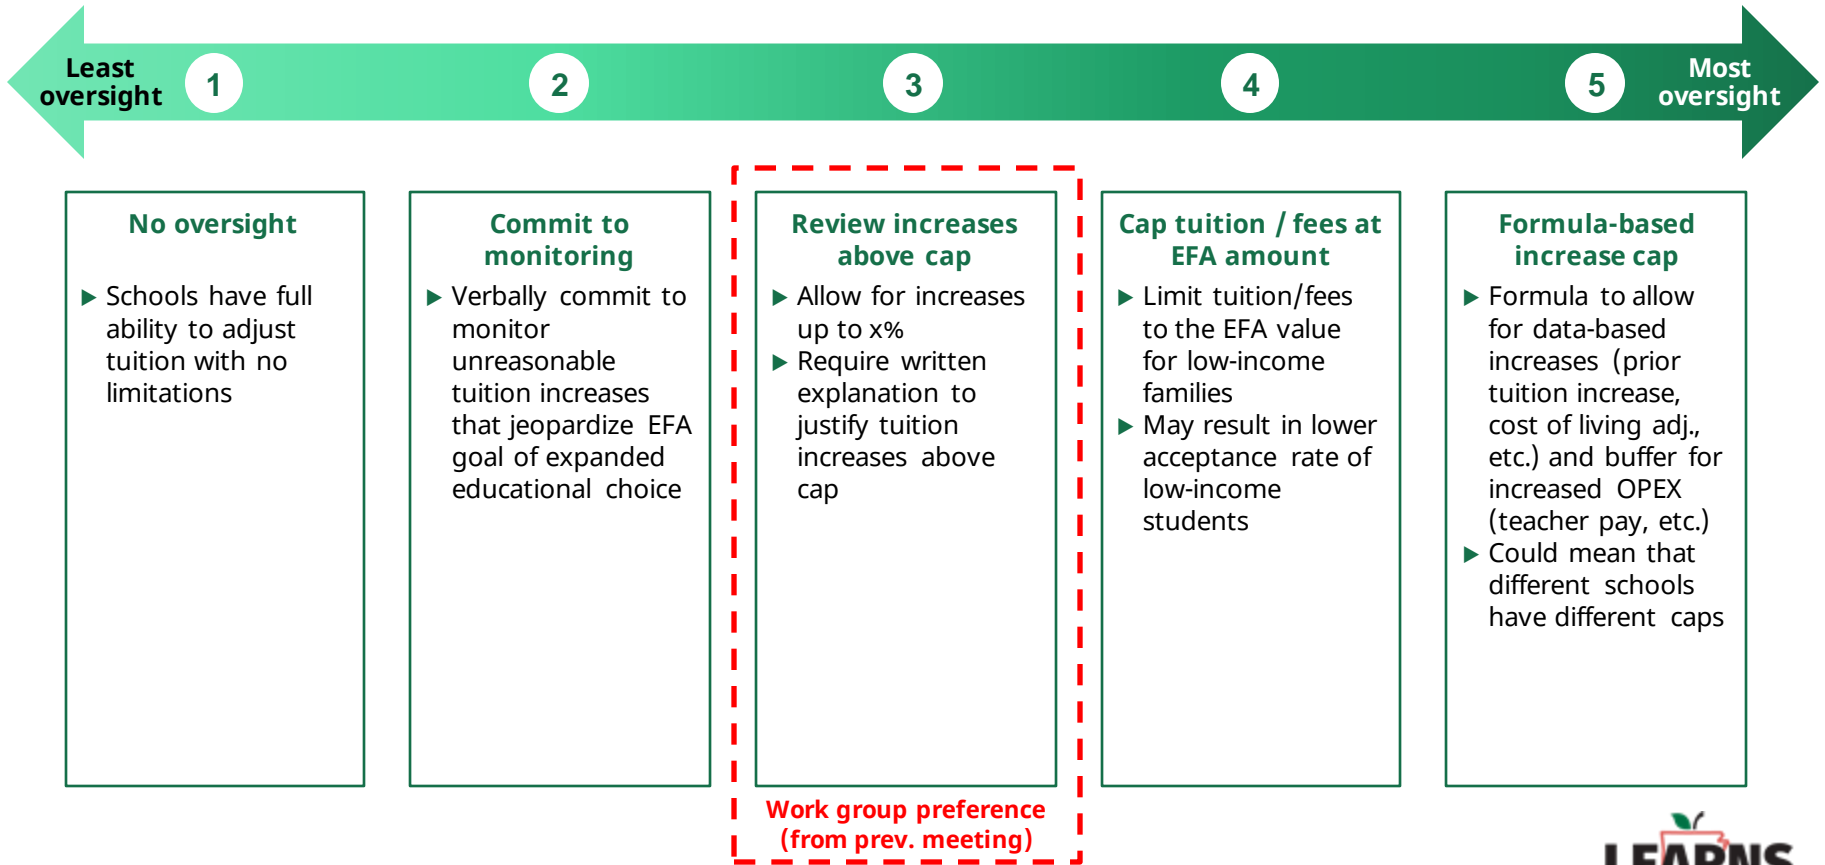 Least
oversight
1
2
3
4
5
Most
oversight
No oversight
▶ Schools have full
ability to adjust
tuition with no
limitations
Commit to
monitoring
▶ Verbally commit to
monitor
unreasonable
tuition increases
that jeopardize EFA
goal of expanded
educational choice
Review increases
above cap
▶ Allow for increases
up to x%
▶ Require written
explanation to
justify tuition
increases above
cap
Work group preference
(from prev. meeting)
Cap tuition / fees at
EFA amount
▶ Limit tuition/fees
to the EFA value
for low-income
families
▶ May result in lower
acceptance rate of
low-income
students
Formula-based
increase cap
▶ Formula to allow
for data-based
increases (prior
tuition increase,
cost of living adj.,
etc.) and buffer for
increased OPEX
(teacher pay, etc.)
▶ Could mean that
different schools
have different caps
LEARNS